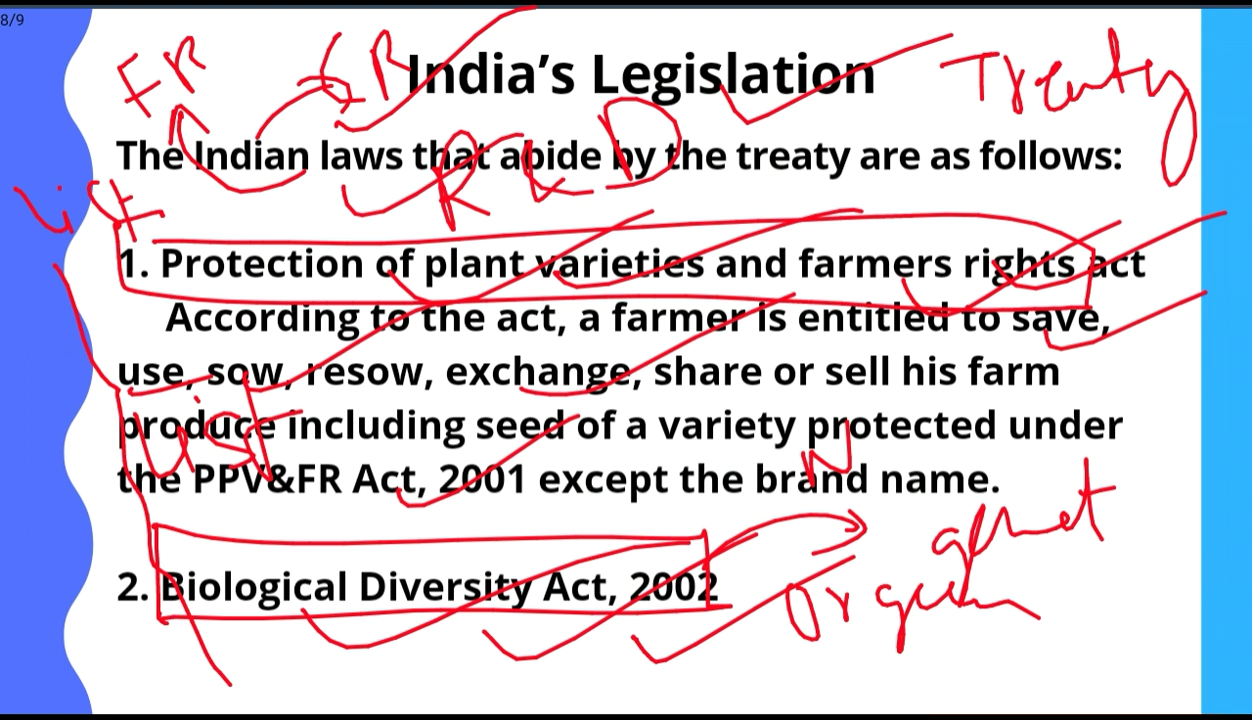 8/9
FR GR India's Legislation Treaty
The Indian laws that abide by the treaty are as follows:
R&D
List
1. Protection of plant varieties and farmers rights act
According to the act, a farmer is entitled to save,
use, sow, resow, exchange, share or sell his farm
produce including seed of a variety protected under
List
the PPV&FR Act, 2001 except the brand name.
N
2. Biological Diversity Act, 2002